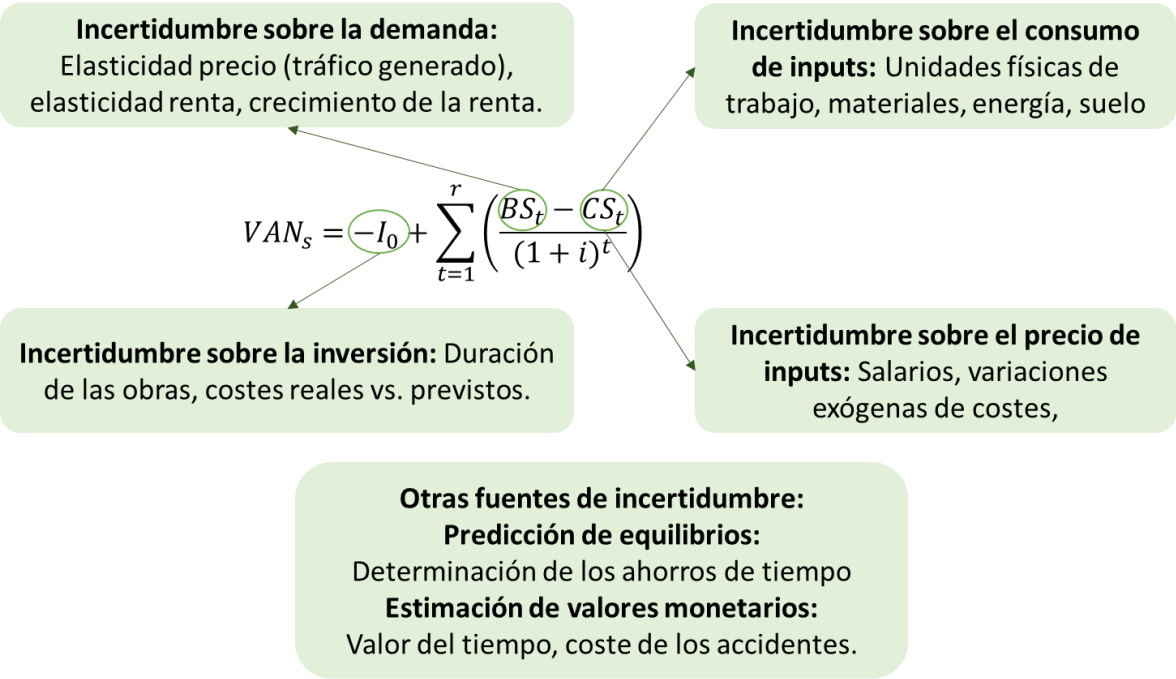 Incertidumbre sobre la demanda:
Elasticidad precio (tráfico generado),
elasticidad renta, crecimiento de la renta.
Incertidumbre sobre el consumo
de inputs: Unidades físicas de
trabajo, materiales, energía, suelo
VAN_s = -I_0 + \sum_{t=1}^{r} \left( \frac{BS_t - CS_t}{(1 + i)^t} \right)
Incertidumbre sobre la inversión: Duración
de las obras, costes reales vs. previstos.
Incertidumbre sobre el precio de
inputs: Salarios, variaciones
exógenas de costes,
Otras fuentes de incertidumbre:
Predicción de equilibrios:
Determinación de los ahorros de tiempo
Estimación de valores monetarios:
Valor del tiempo, coste de los accidentes.